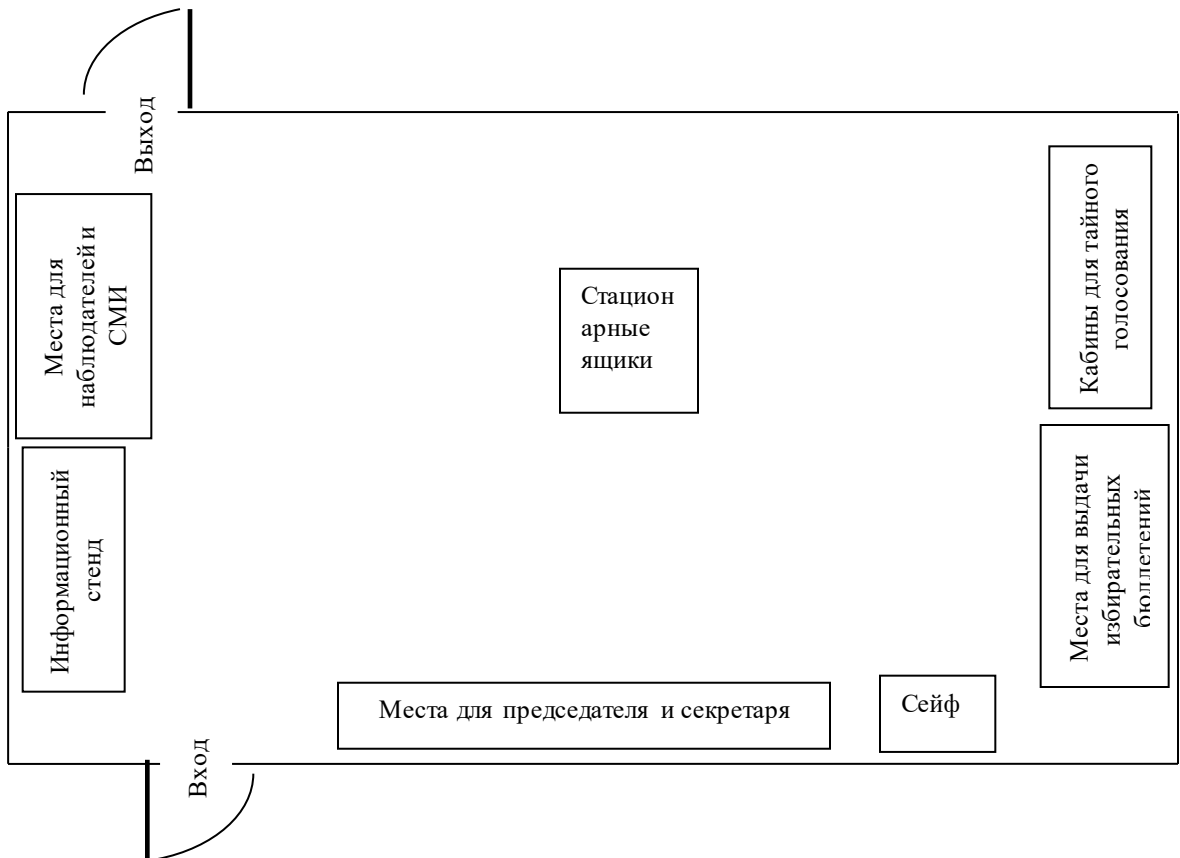 Выход
Места для
наблюдателей и
СМИ
Стацион
арные
ящики
Кабины для тайного
голосования
Информационный
стенд
Места для выдачи
избирательных
бюллетений
Места для председателя и секретаря
Сейф
Вход